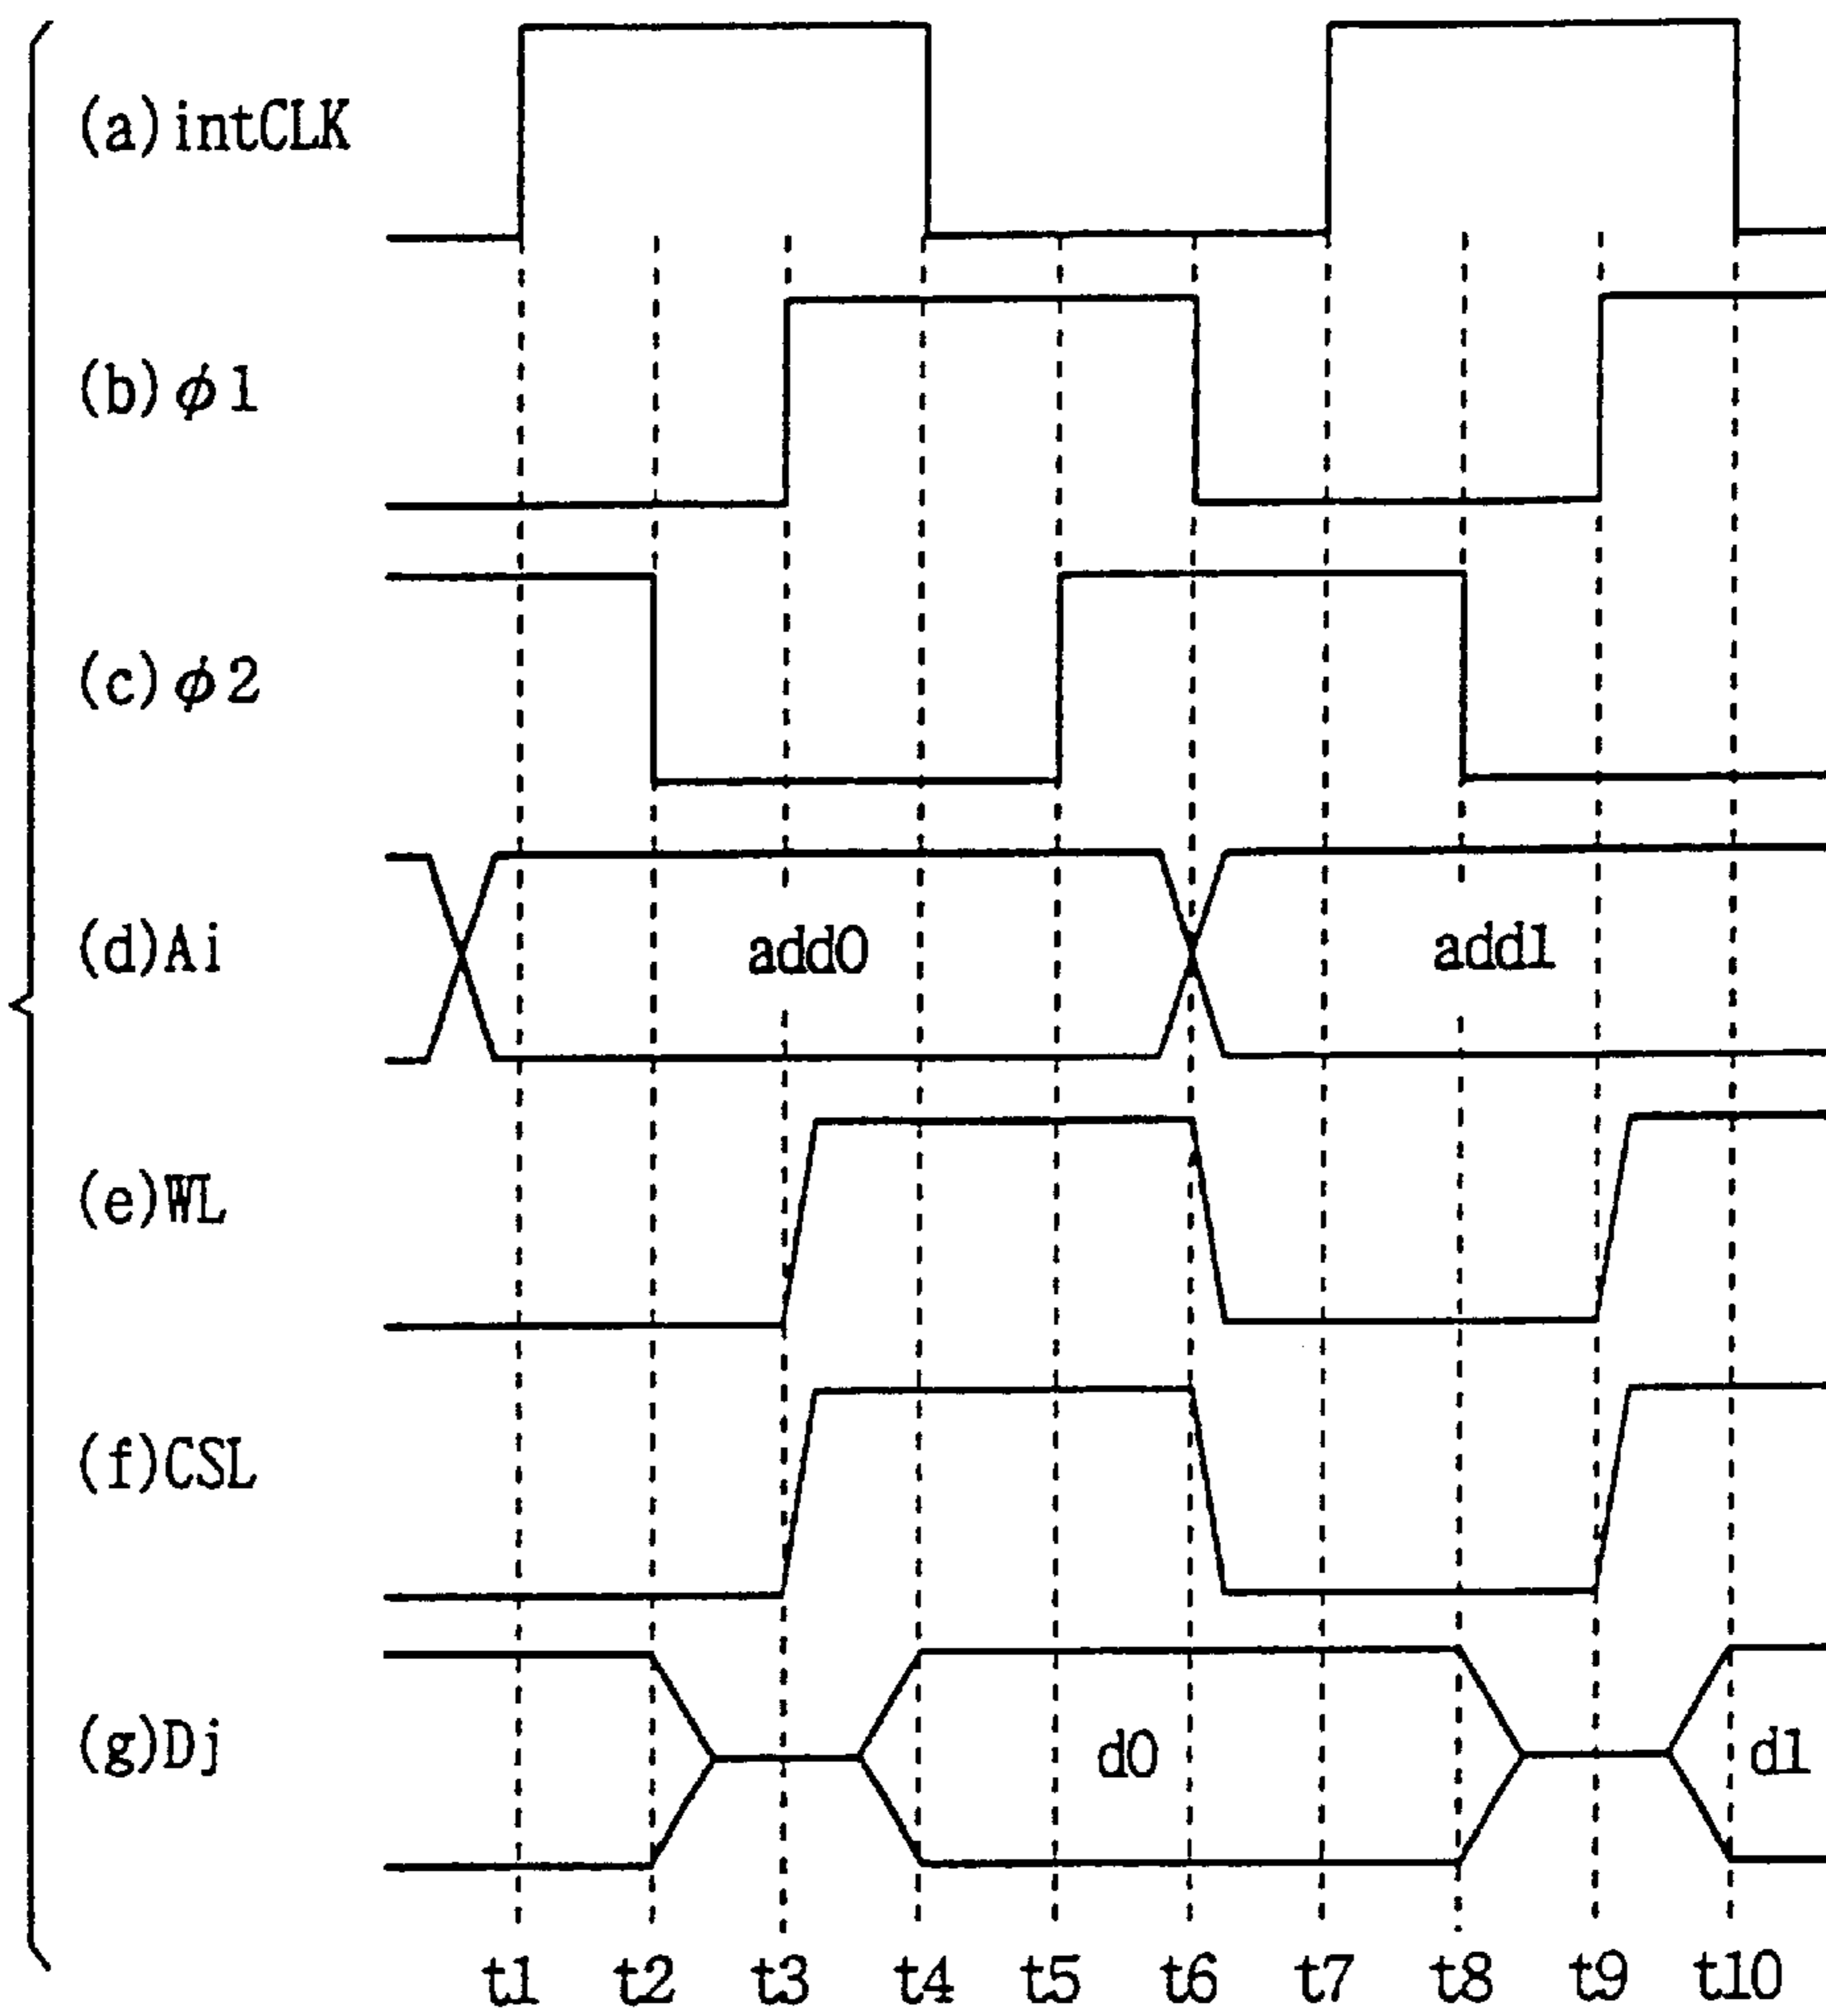 (a)intCLK
(b)φ1
(c)φ2
(d)Ai
add0 add1
(e)WL
(f)CSL
(g)Dj
d0 d1
t1 t2 t3 t4 t5 t6 t7 t8 t9 t10